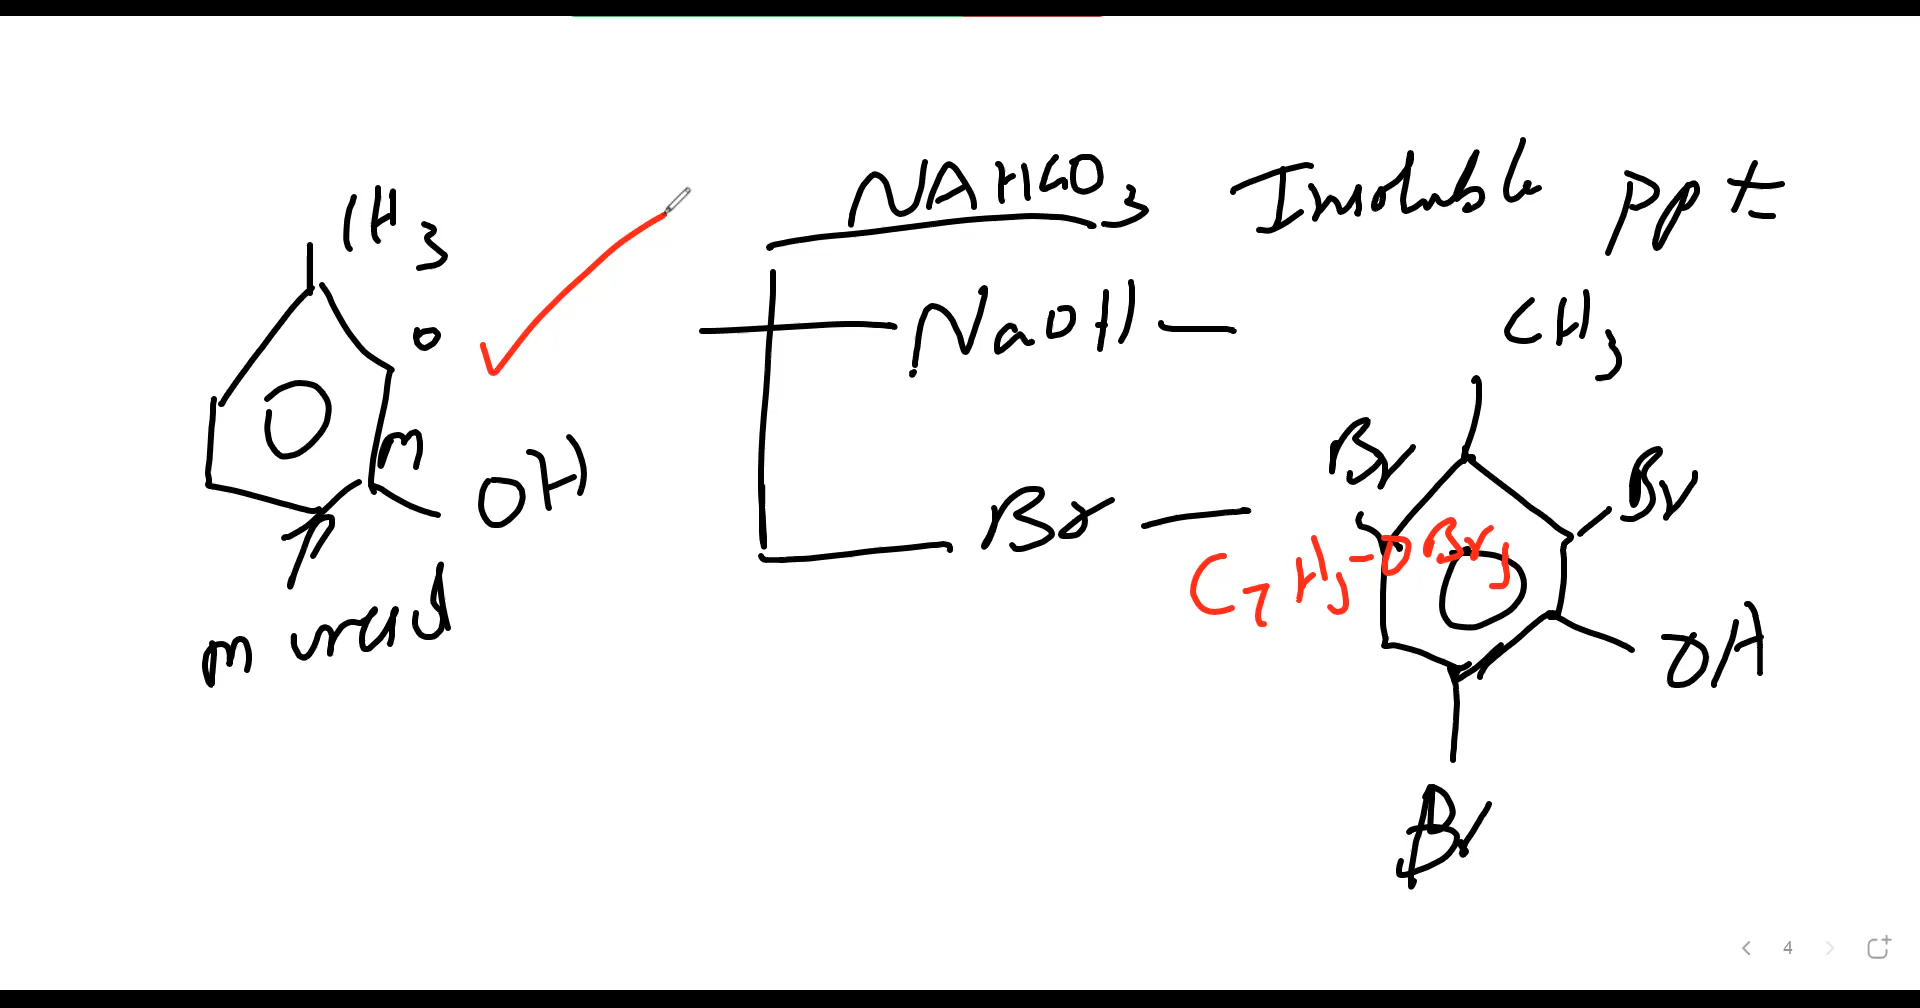 CH3
o
m
OH
m cresol
NAHCO3 Insoluble ppt
NaOH
Br
CH3
Br
Br
C7H5-OBr3
OH
Br
4